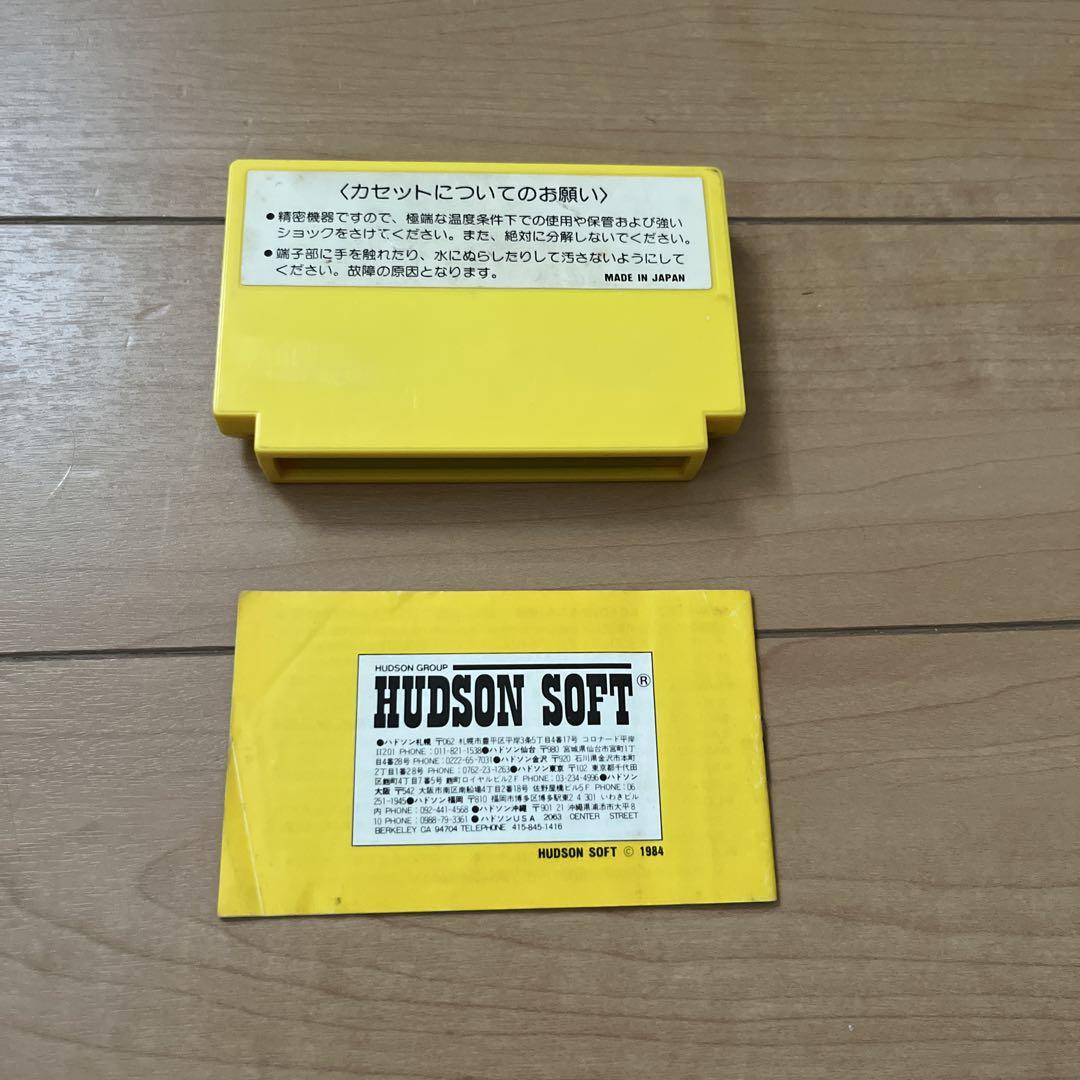 〈カセットについてのお願い〉
●精密機器ですので、極端な温度条件下での使用や保管および強い
ショックをさけてください。また、絶対に分解しないでください。
●端子部に手を触れたり、水にぬらしたりして汚さないようにして
ください。故障の原因となります。
MADE IN JAPAN
HUDSON GROUP
HUDSON SOFT®
●ハドソン札幌 〒062 札幌市豊平区平岸3条5丁目4番17号 コロナード平岸
II201 PHONE:011-821-1538●ハドソン仙台 〒980 宮城県仙台市宮町1丁
目4番28号 PHONE:0222-65-7031●ハドソン金沢 〒920 石川県金沢市本町
2丁目1番28号 PHONE:0762-23-1263●ハドソン東京 〒102 東京都千代田
区麹町4丁目7番5号 麹町ロイヤルビル2F PHONE:03-234-4996●ハドソン
大阪 〒542 大阪市南区南船場4丁目2番18号 佐野屋橋ビル5F PHONE:06
251-1945●ハドソン福岡 〒810 福岡市博多区博多駅東2 4 301 いわきビル
内 PHONE:092-441-4568●ハドソン沖縄 〒901 21 沖縄県浦添市大平8
10 PHONE:0988-79-3361●ハドソンUSA 2063 CENTER STREET
BERKELEY CA 94704 TELEPHONE 415-845-1416
HUDSON SOFT © 1984